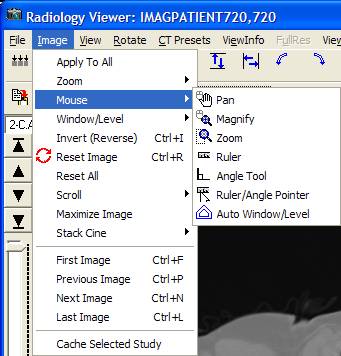 Radiology Viewer: IMAGPATIENT720,720
File Image View Rotate CT Presets ViewInfo FullRes
Apply To All
Zoom
Mouse
Window/Level
Invert (Reverse) Ctrl+I
Reset Image Ctrl+R
Reset All
Scroll
Maximize Image
Stack Cine
First Image Ctrl+F
Previous Image Ctrl+P
Next Image Ctrl+N
Last Image Ctrl+L
Cache Selected Study
Pan
Magnify
Zoom
Ruler
Angle Tool
Ruler/Angle Pointer
Auto Window/Level
2-C.A